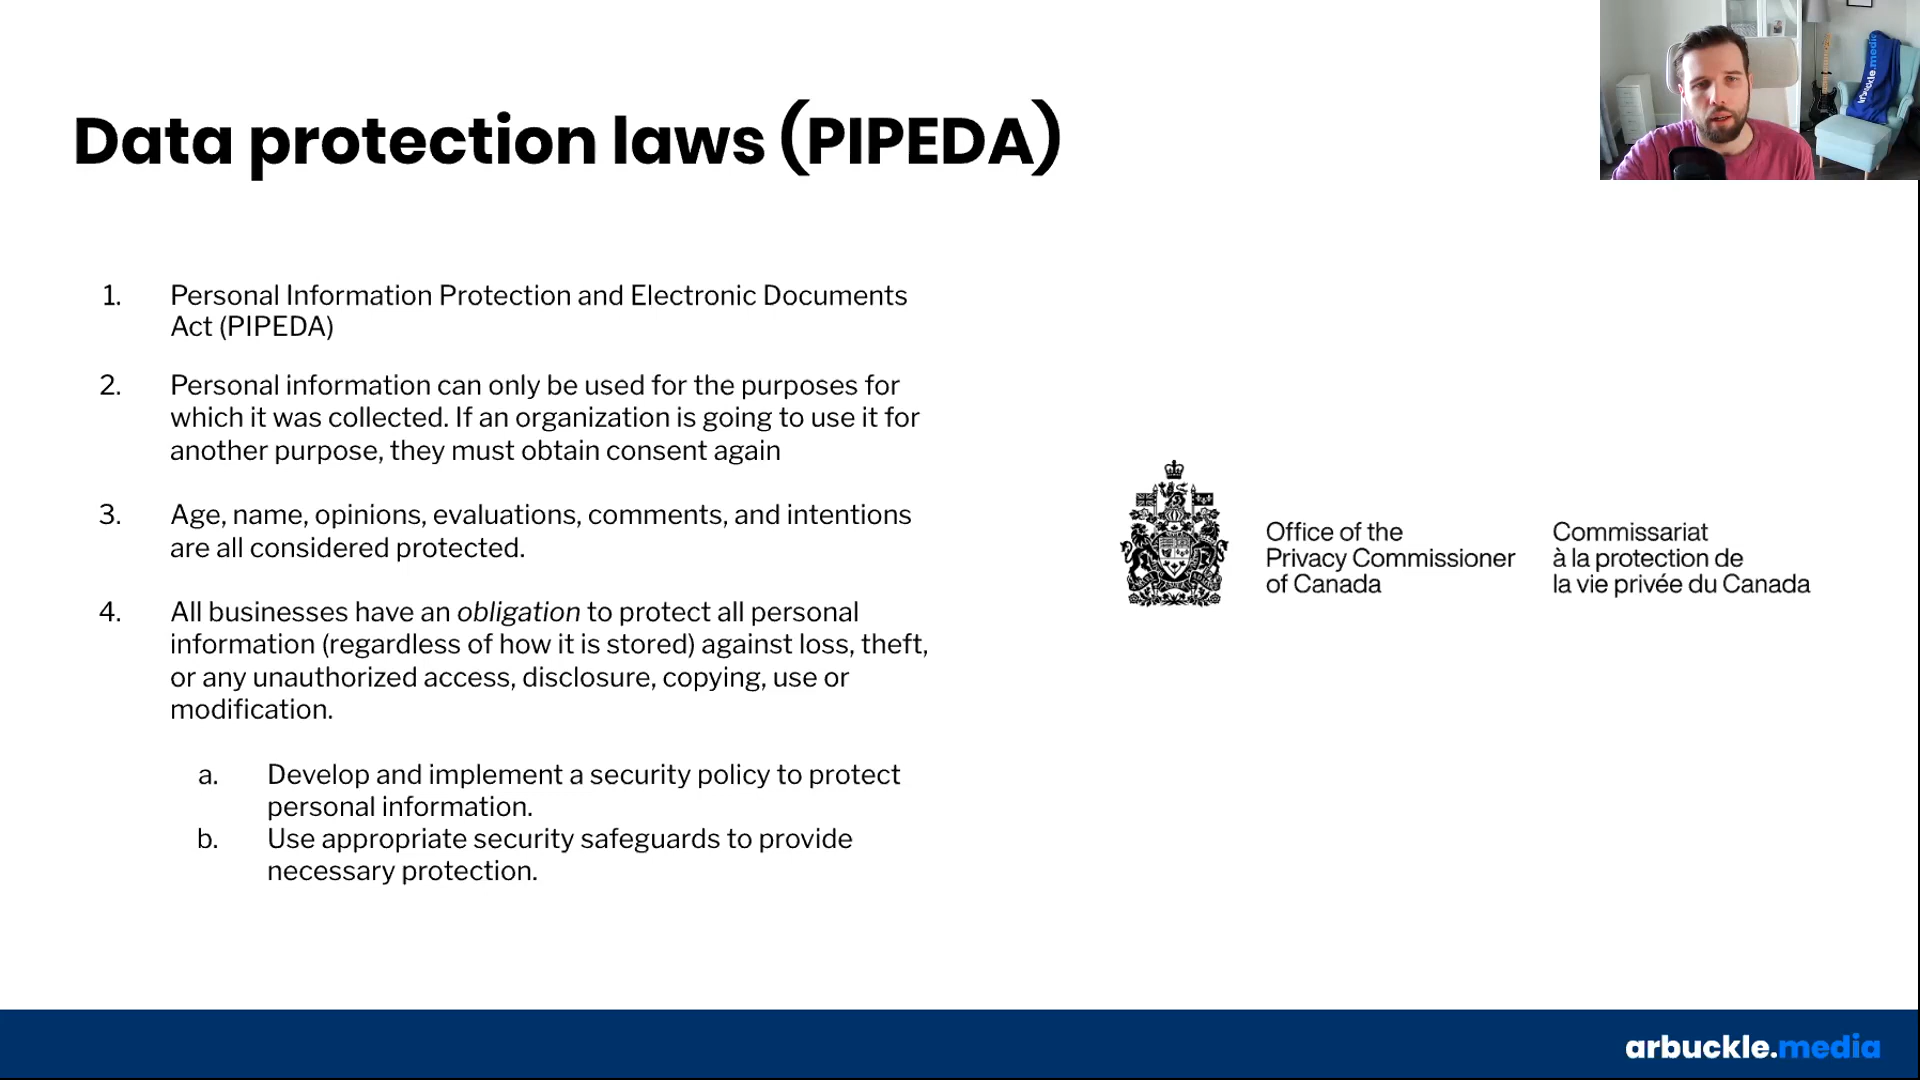 Data protection laws (PIPEDA)
1. Personal Information Protection and Electronic Documents
Act (PIPEDA)
2. Personal information can only be used for the purposes for
which it was collected. If an organization is going to use it for
another purpose, they must obtain consent again
3. Age, name, opinions, evaluations, comments, and intentions
are all considered protected.
4. All businesses have an obligation to protect all personal
information (regardless of how it is stored) against loss, theft,
or any unauthorized access, disclosure, copying, use or
modification.
a. Develop and implement a security policy to protect
personal information.
b. Use appropriate security safeguards to provide
necessary protection.
Office of the
Privacy Commissioner
of Canada
Commissariat
à la protection de
la vie privée du Canada
arbuckle.media
arbuckle.media